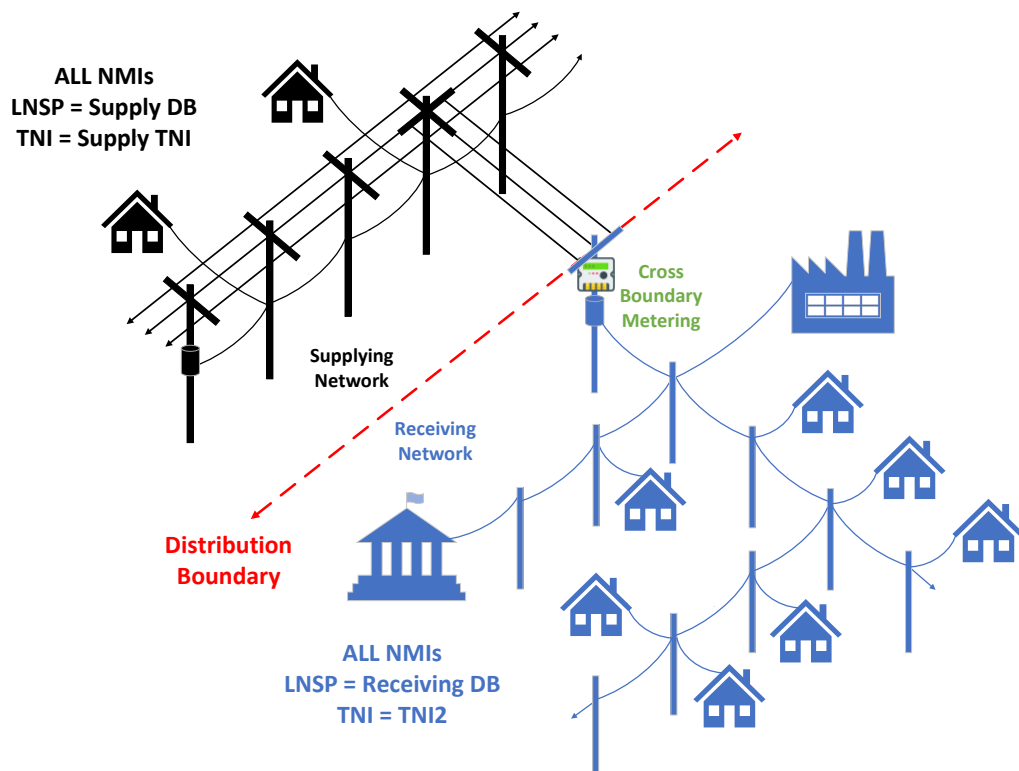 ALL NMIs
LNSP = Supply DB
TNI = Supply TNI
Cross
Boundary
Metering
Supplying
Network
Receiving
Network
Distribution
Boundary
ALL NMIs
LNSP = Receiving DB
TNI = TNI2